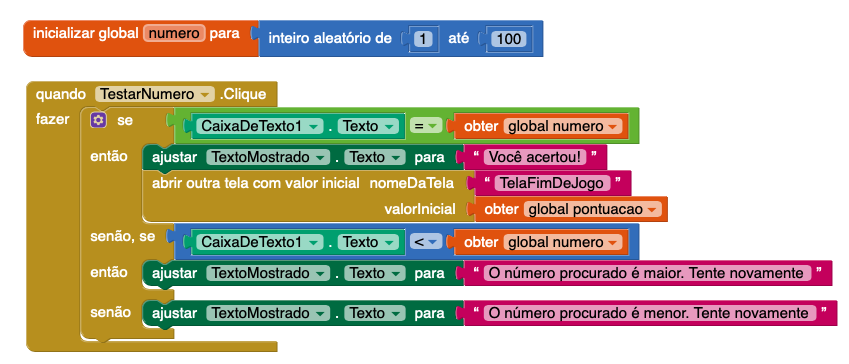 inicializar global numero para inteiro aleatório de 1 até 100
quando TestarNumero .Clique
fazer se CaixaDeTexto1 . Texto = obter global numero
então ajustar TextoMostrado . Texto para “ Você acertou! ”
abrir outra tela com valor inicial nomeDaTela “ TelaFimDeJogo ”
valorInicial obter global pontuacao
senão, se CaixaDeTexto1 . Texto < obter global numero
então ajustar TextoMostrado . Texto para “ O número procurado é maior. Tente novamente ”
senão ajustar TextoMostrado . Texto para “ O número procurado é menor. Tente novamente ”